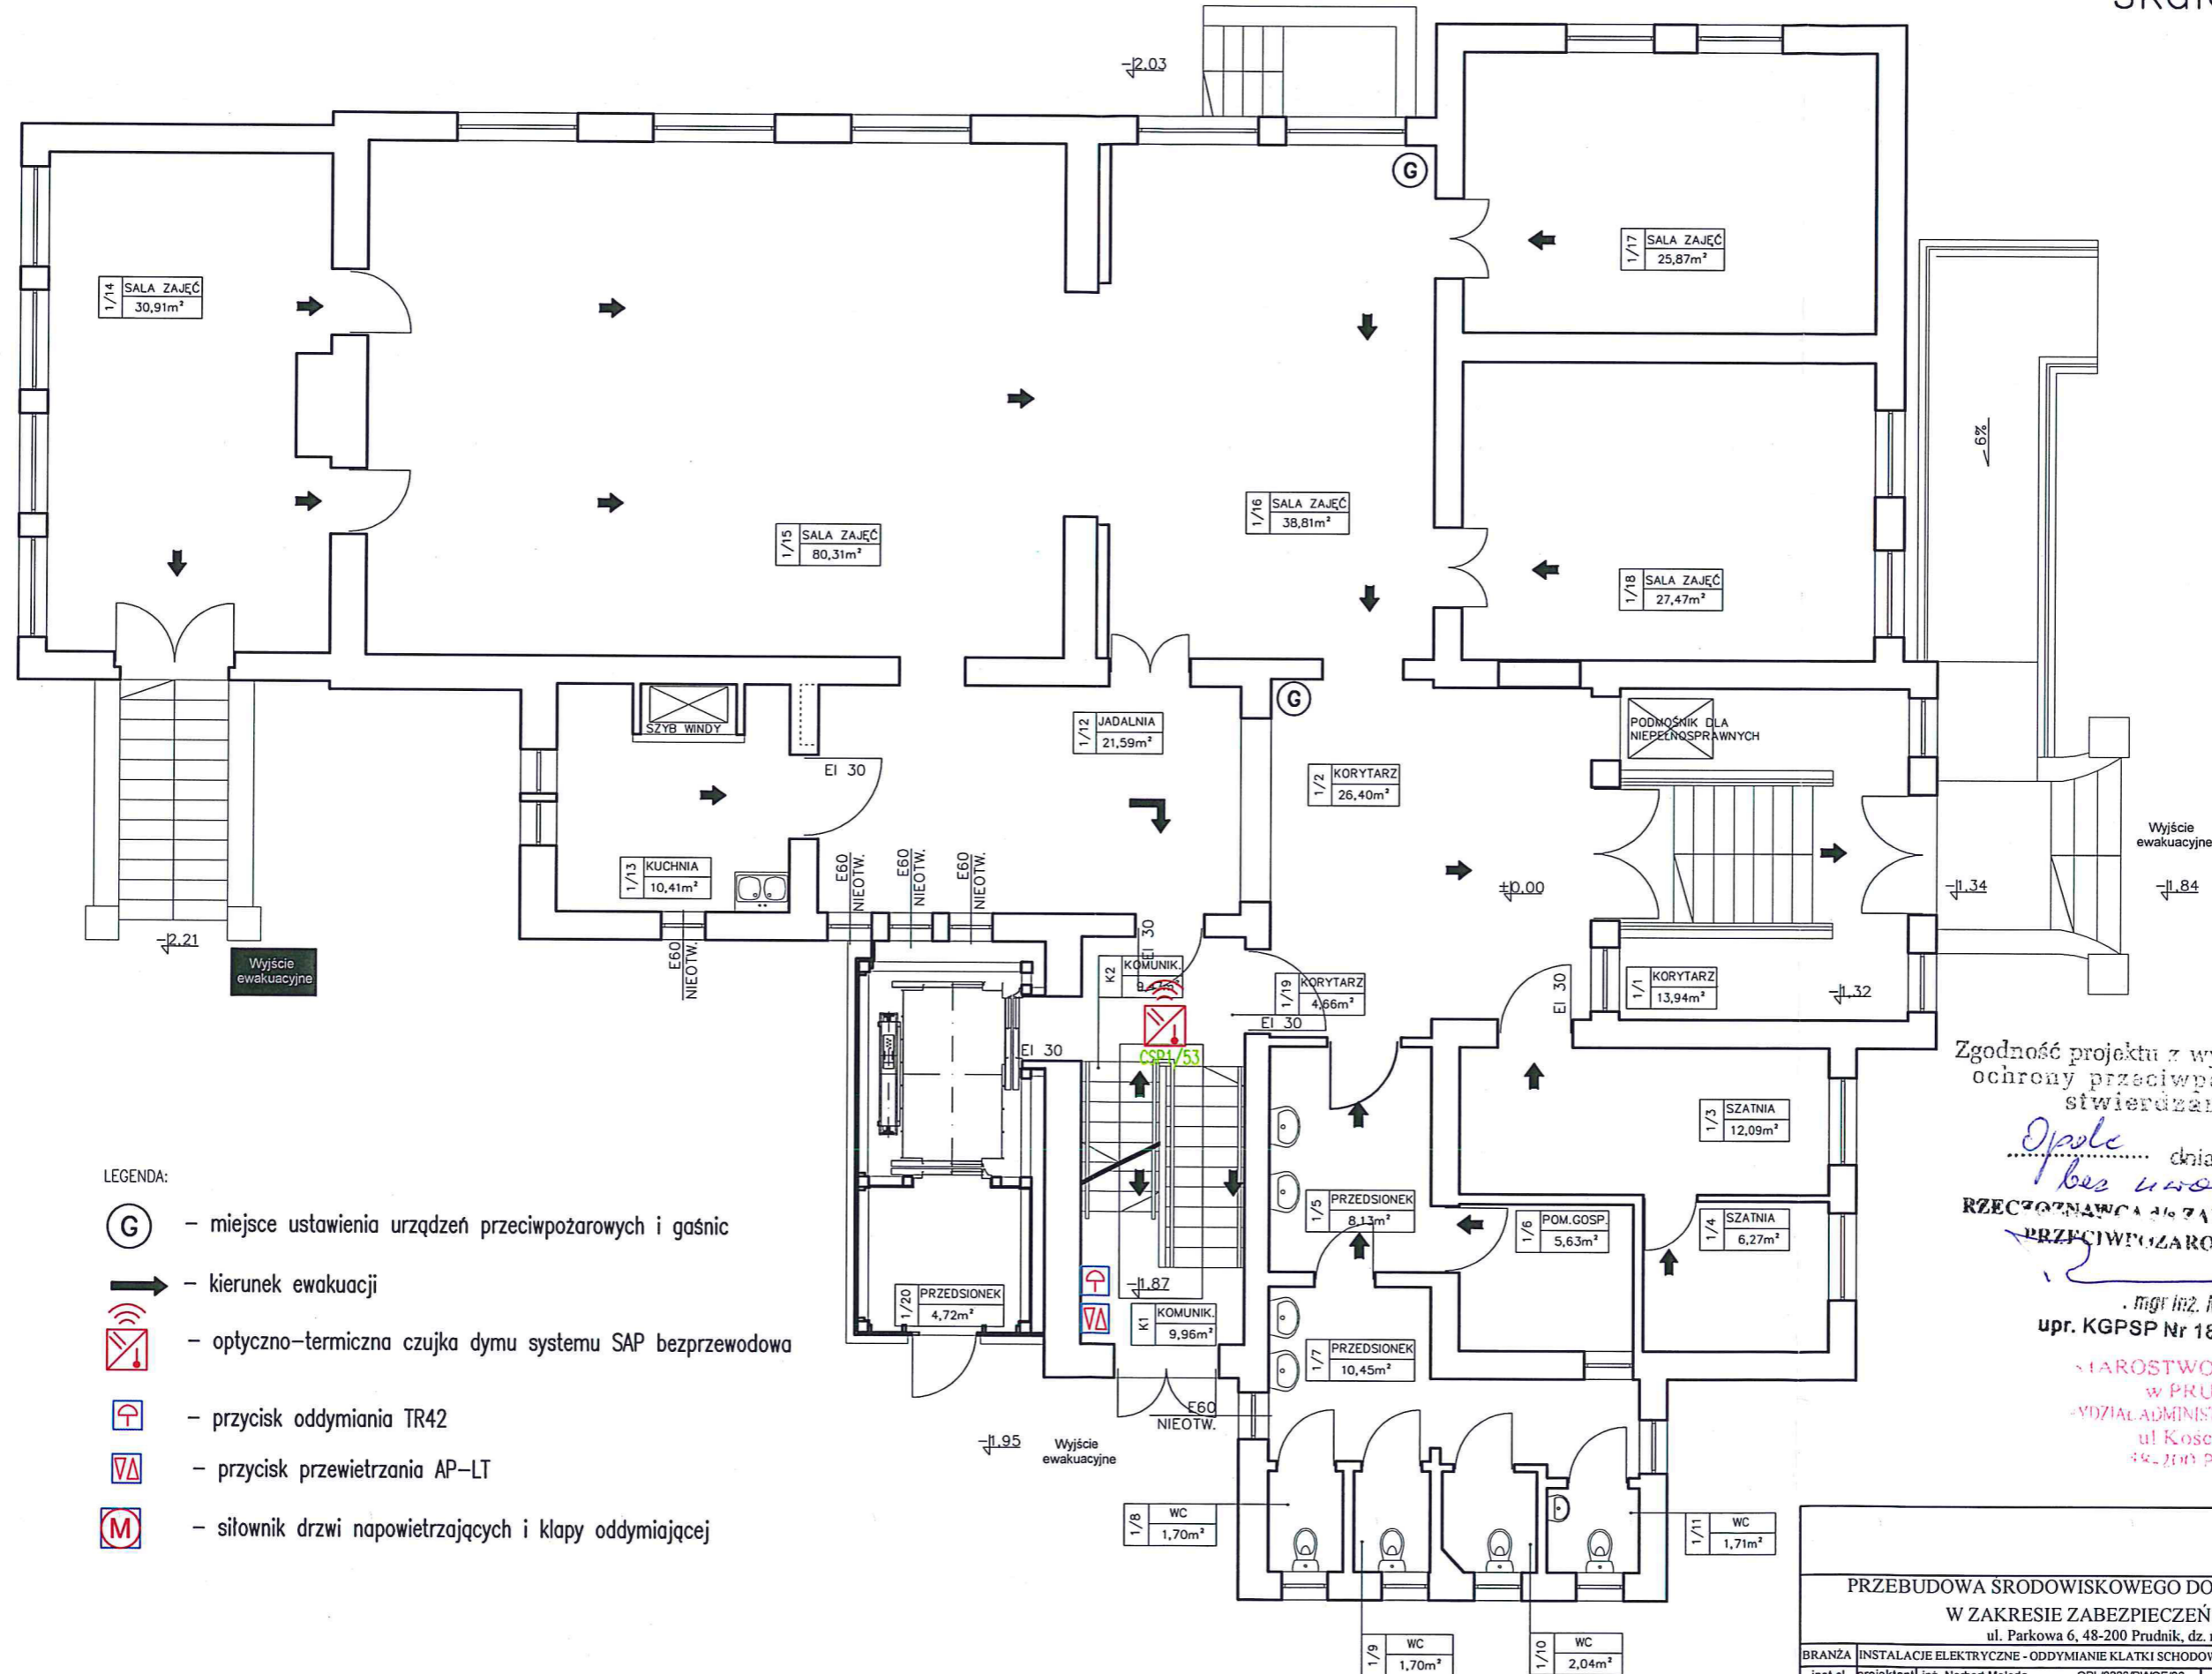 -2.03
G
1/17 SALA ZAJĘĆ
25,87m²
1/14 SALA ZAJĘĆ
30,91m²
6%
1/16 SALA ZAJĘĆ
38,81m²
1/15 SALA ZAJĘĆ
80,31m²
1/18 SALA ZAJĘĆ
27,47m²
G
SZYB WINDY
1/12 JADALNIA
21,59m²
PODMOŚNIK DLA
NIEPEŁNOSPRAWNYCH
EI 30
1/2 KORYTARZ
26,40m²
Wyjście
ewakuacyjne
1/13 KUCHNIA
10,41m²
E60
NIEOTW.
E60
NIEOTW.
E60
NIEOTW.
±0.00
-1.34
-1.84
-2.21
Wyjście
ewakuacyjne
E60
NIEOTW.
EI 30
K2 KOMUNIK.
1/19 KORYTARZ
4,66m²
EI 30
EI 30
1/1 KORYTARZ
13,94m²
-1.32
EI 30
CSP1/53
Zgodność projektu z
ochrony
1/3 SZATNIA
12,09m²
Opole dnia
bez
RZECZOZNAWCA
LEGENDA:
G – miejsce ustawienia urządzeń przeciwpożarowych i gaśnic
1/5 PRZEDSIONEK
8,13m²
1/6 POM.GOSP.
5,63m²
1/4 SZATNIA
6,27m²
– kierunek ewakuacji
-1.87
1/20 PRZEDSIONEK
4,72m²
K1 KOMUNIK.
9,96m²
mgr inż.
upr. KGPSP Nr 18
– optyczno-termiczna czujka dymu systemu SAP bezprzewodowa
1/7 PRZEDSIONEK
10,45m²
w PRU
– przycisk oddymiania TR42
E60
NIEOTW.
-1.95
Wyjście
ewakuacyjne
– przycisk przewietrzania AP-LT
M – siłownik drzwi napowietrzających i klapy oddymiającej
1/8 WC
1,70m²
1/11 WC
1,71m²
1/9 WC
1,70m²
1/10 WC
2,04m²
PRZEBUDOWA ŚRODOWISKOWEGO DO
W ZAKRESIE ZABEZPIECZEŃ
ul. Parkowa 6, 48-200 Prudnik, dz.
BRANŻA INSTALACJE ELEKTRYCZNE - ODDYMIANIE KLATKI SCHODO